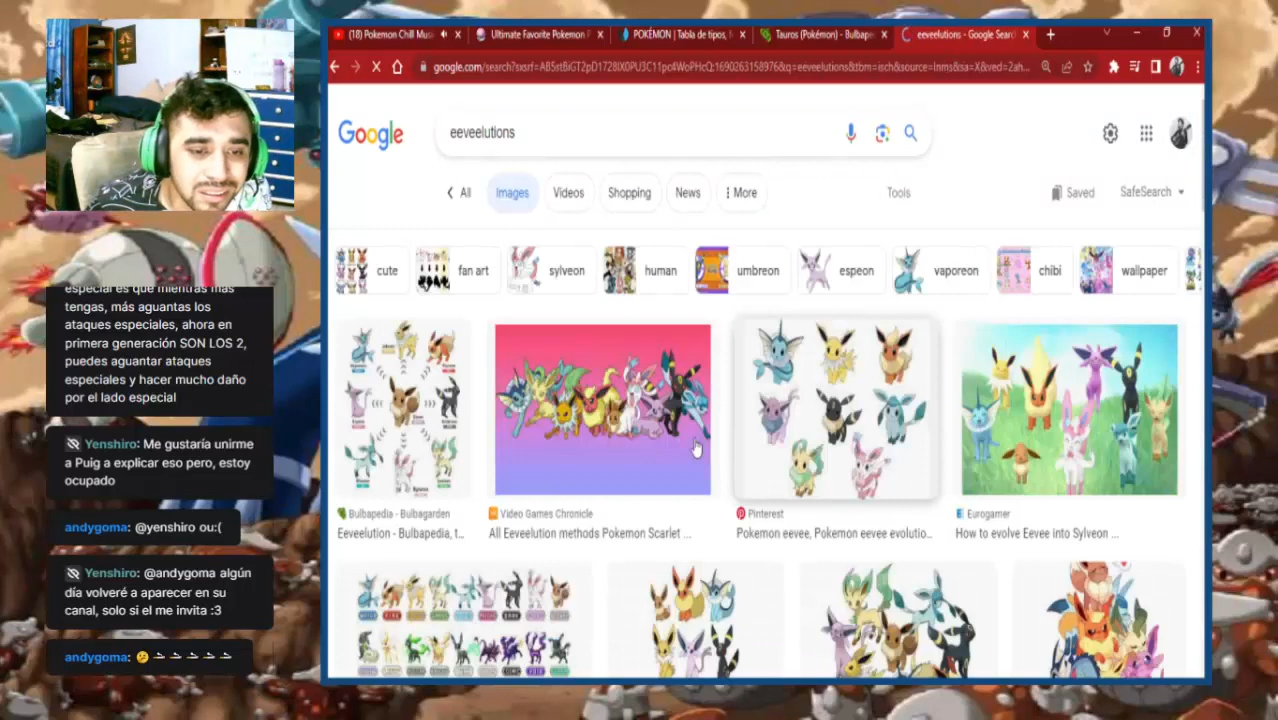 (18) Pokemon Chill Mus
Ultimate Favorite Pokemon P
POKÉMON | Tabla de tipos,
Tauros (Pokémon) - Bulbape
eeveelutions - Google Searc
Google
eeveelutions
All
Images
Videos
Shopping
News
More
Tools
Saved
SafeSearch
cute
fan art
sylveon
human
umbreon
espeon
vaporeon
chibi
wallpaper
especial es que mientras más
tengas, más aguantas los
ataques especiales, ahora en
primera generación SON LOS 2,
puedes aguantar ataques
especiales y hacer mucho daño
por el lado especial
Yenshiro: Me gustaría unirme
a Puig a explicar eso pero, estoy
ocupado
andygoma: @yenshiro ou:(
Yenshiro: @andygoma algún
día volveré a aparecer en su
canal, solo si el me invita :3
andygoma:
Bulbapedia - Bulbagarden
Eeveelution - Bulbapedia, t...
Video Games Chronicle
All Eeveelution methods Pokemon Scarlet ...
Pinterest
Pokemon eevee, Pokemon eevee evolutio...
Eurogamer
How to evolve Eevee into Sylveon ...